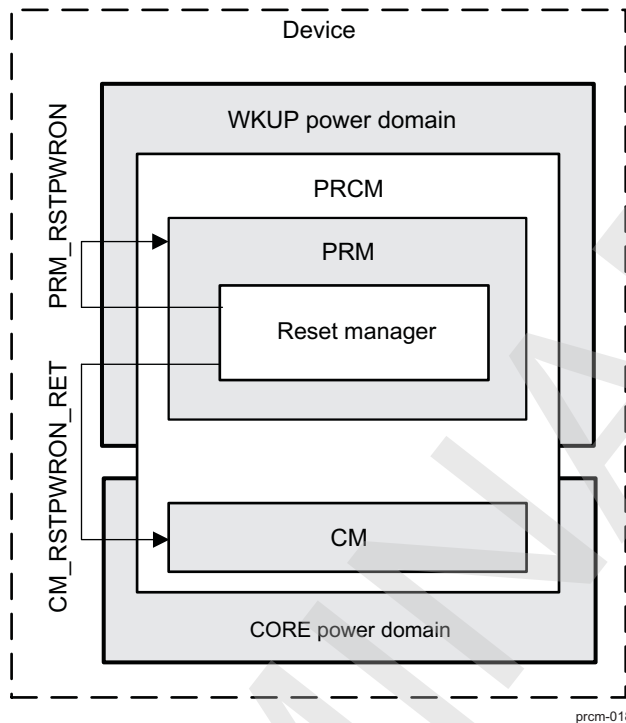 Device
WKUP power domain
PRCM
PRM
Reset manager
PRM_RSTPWRON
CM_RSTPWRON_RET
CM
CORE power domain